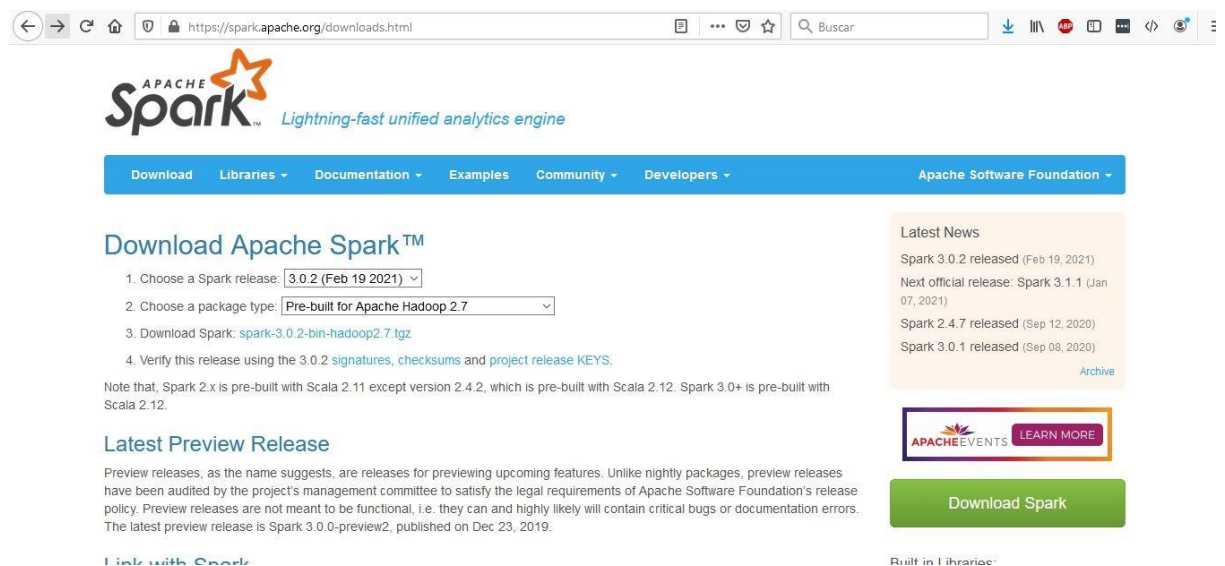 https://spark.apache.org/downloads.html
Buscar
ABP
APACHE
Spark™
Lightning-fast unified analytics engine
Download Libraries Documentation Examples Community Developers Apache Software Foundation
Download Apache Spark™
1. Choose a Spark release: 3.0.2 (Feb 19 2021)
2. Choose a package type: Pre-built for Apache Hadoop 2.7
3. Download Spark: spark-3.0.2-bin-hadoop2.7.tgz
4. Verify this release using the 3.0.2 signatures, checksums and project release KEYS.
Note that, Spark 2.x is pre-built with Scala 2.11 except version 2.4.2, which is pre-built with Scala 2.12. Spark 3.0+ is pre-built with
Scala 2.12.
Latest Preview Release
Preview releases, as the name suggests, are releases for previewing upcoming features. Unlike nightly packages, preview releases
have been audited by the project's management committee to satisfy the legal requirements of Apache Software Foundation's release
policy. Preview releases are not meant to be functional, i.e. they can and highly likely will contain critical bugs or documentation errors.
The latest preview release is Spark 3.0.0-preview2, published on Dec 23, 2019.
Link with Spark
Latest News
Spark 3.0.2 released (Feb 19, 2021)
Next official release: Spark 3.1.1 (Jan
07, 2021)
Spark 2.4.7 released (Sep 12, 2020)
Spark 3.0.1 released (Sep 08, 2020)
Archive
APACHE EVENTS LEARN MORE
Download Spark
Built-in Libraries: